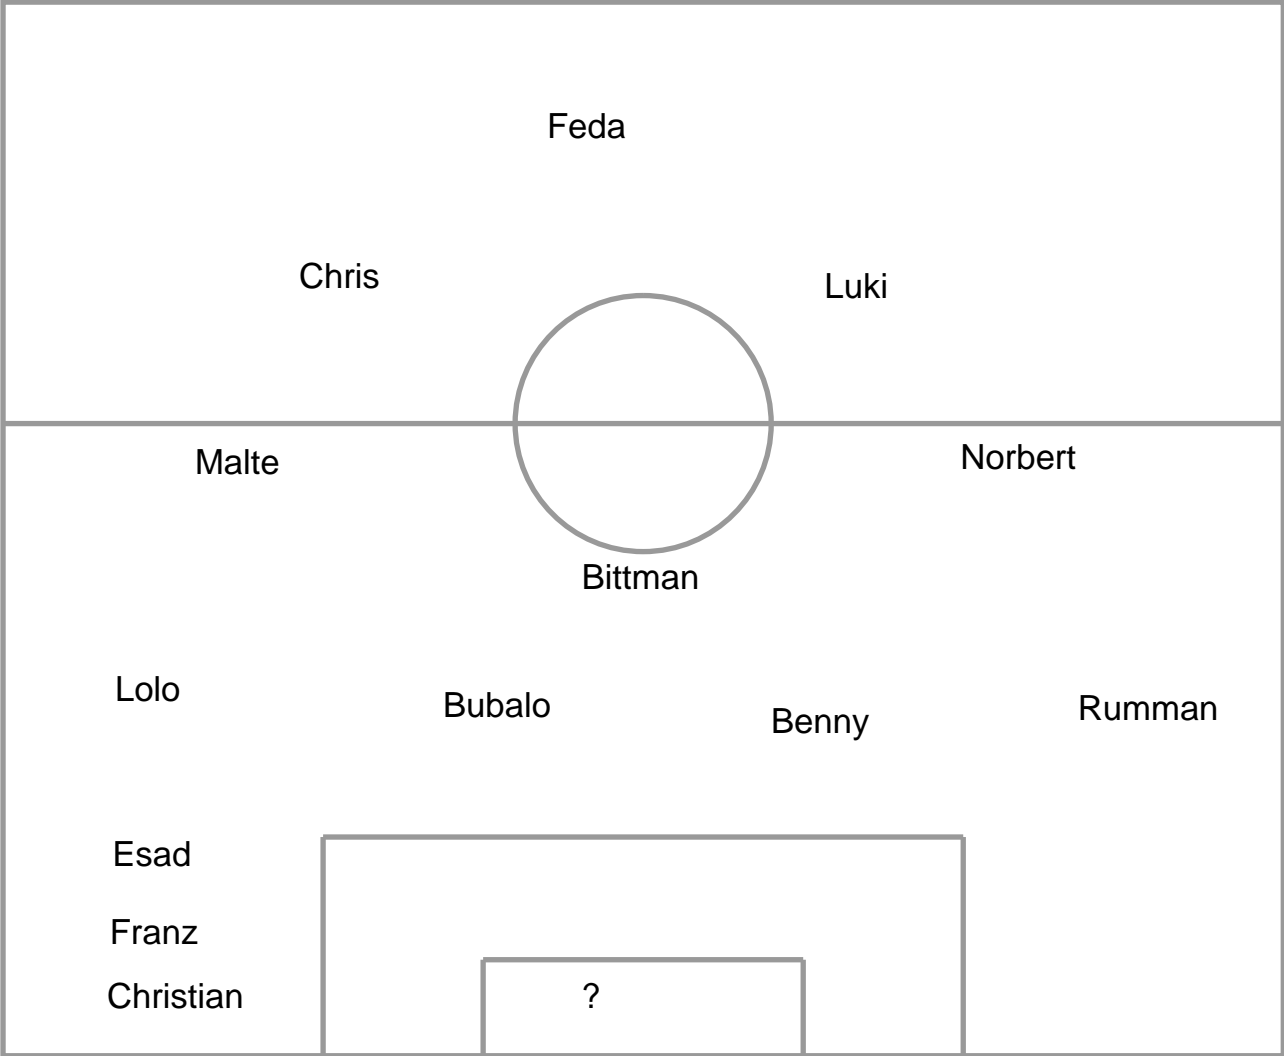 Feda
Chris
Luki
Malte
Norbert
Bittman
Lolo
Bubalo
Benny
Rumman
Esad
Franz
Christian
?